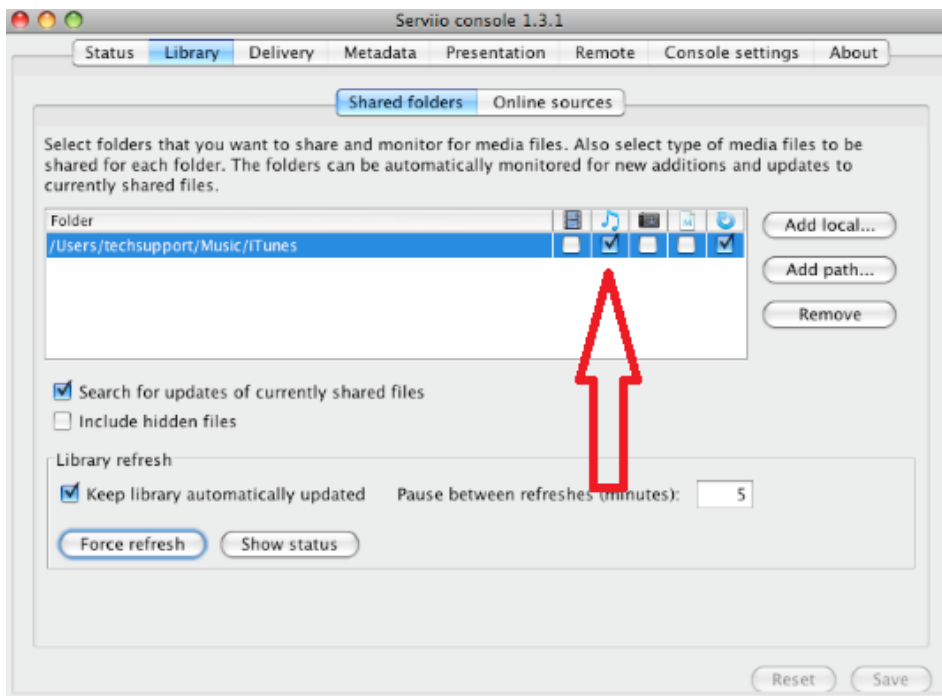 Serviio console 1.3.1
Status Library Delivery Metadata Presentation Remote Console settings About
Shared folders Online sources
Select folders that you want to share and monitor for media files. Also select type of media files to be
shared for each folder. The folders can be automatically monitored for new additions and updates to
currently shared files.
Folder
Add local...
/Users/techsupport/Music/iTunes
Add path...
Remove
Search for updates of currently shared files
Include hidden files
Library refresh
Keep library automatically updated Pause between refreshes (minutes): 5
Force refresh Show status
Reset Save